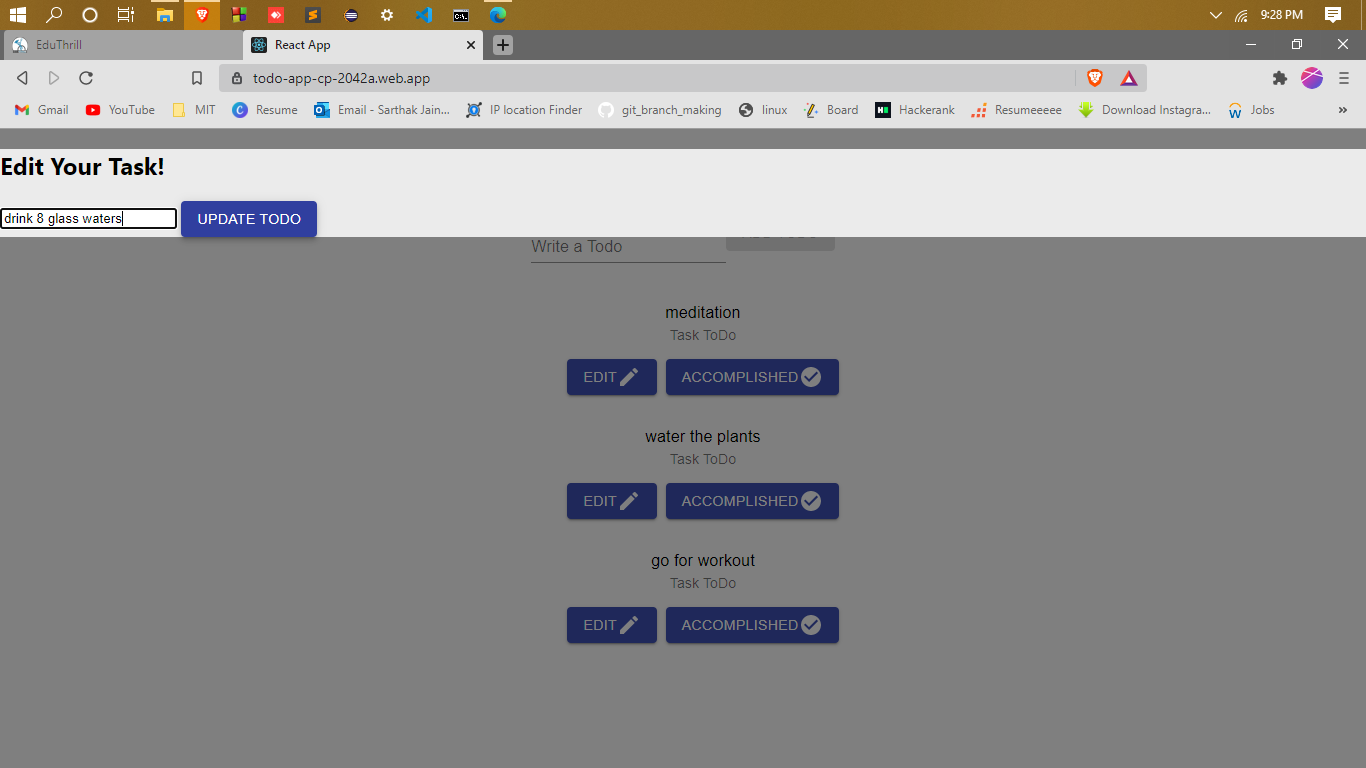 9:28 PM
EduThrill
React App
todo-app-cp-2042a.web.app
Gmail YouTube MIT Resume Email - Sarthak Jain... IP location Finder git_branch_making linux Board Hackerank Resumeeeee Download Instagra... Jobs »
Edit Your Task!
drink 8 glass waters UPDATE TODO
Write a Todo
meditation
Task ToDo
EDIT ACCOMPLISHED
water the plants
Task ToDo
EDIT ACCOMPLISHED
go for workout
Task ToDo
EDIT ACCOMPLISHED